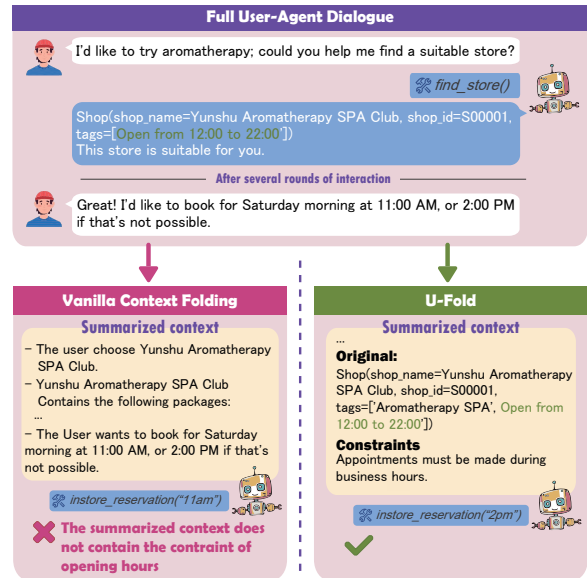 Full User-Agent Dialogue
I'd like to try aromatherapy; could you help me find a suitable store?
find_store()
Shop(shop_name=Yunshu Aromatherapy SPA Club, shop_id=S00001,
tags=[Open from 12:00 to 22:00'])
This store is suitable for you.
After several rounds of interaction
Great! I'd like to book for Saturday morning at 11:00 AM, or 2:00 PM
if that's not possible.
Vanilla Context Folding
Summarized context
- The user choose Yunshu Aromatherapy
SPA Club.
- Yunshu Aromatherapy SPA Club
Contains the following packages:
...
- The User wants to book for Saturday
morning at 11:00 AM, or 2:00 PM if that's
not possible.
instore_reservation("11am")
The summarized context does
not contain the contraint of
opening hours
U-Fold
Summarized context
...
Original:
Shop(shop_name=Yunshu Aromatherapy
SPA Club, shop_id=S00001,
tags=['Aromatherapy SPA', Open from
12:00 to 22:00'])
Constraints
Appointments must be made during
business hours.
instore_reservation("2pm")